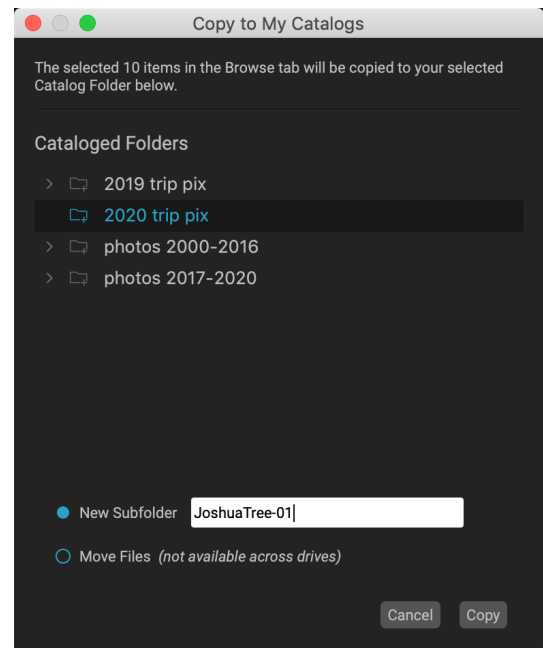 Copy to My Catalogs
The selected 10 items in the Browse tab will be copied to your selected
Catalog Folder below.
Cataloged Folders
2019 trip pix
2020 trip pix
photos 2000-2016
photos 2017-2020
New Subfolder JoshuaTree-01
Move Files (not available across drives)
Cancel Copy